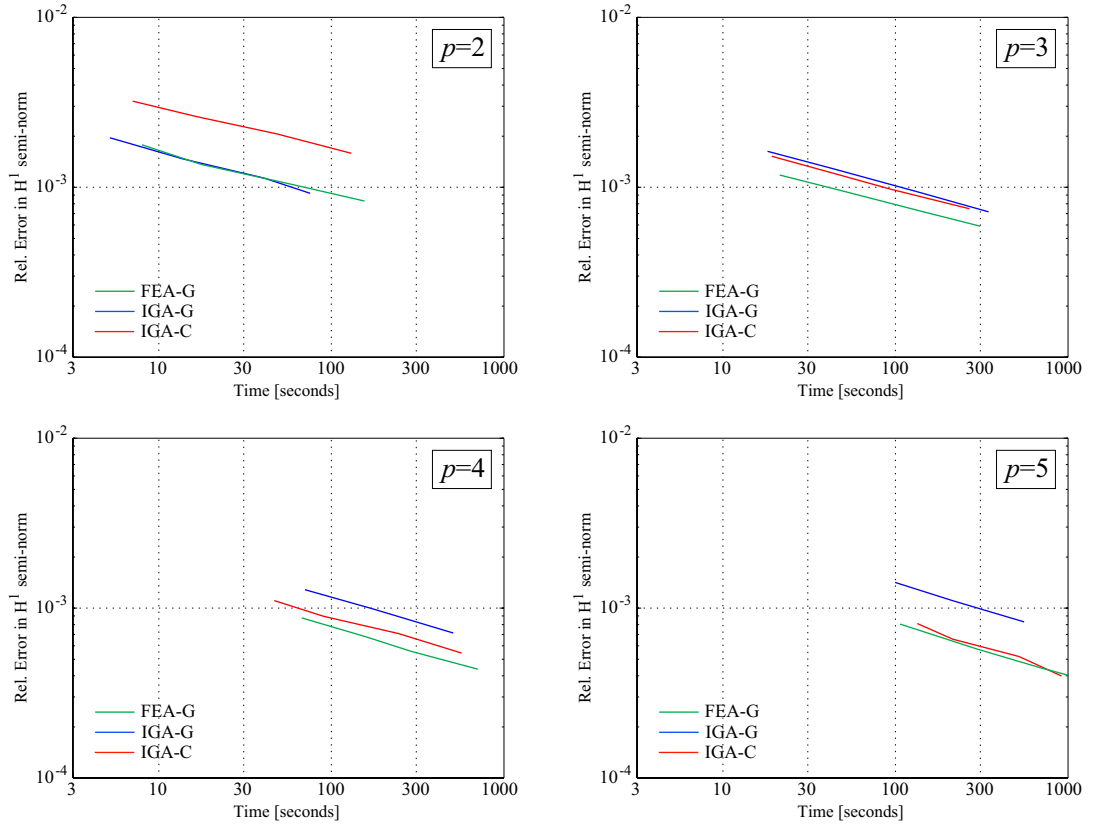 10^-2
p=2
10^-3
10^-4
Rel. Error in H^1 semi-norm
FEA-G
IGA-G
IGA-C
3 10 30 100 300 1000
Time [seconds]
10^-2
p=3
10^-3
10^-4
Rel. Error in H^1 semi-norm
FEA-G
IGA-G
IGA-C
3 10 30 100 300 1000
Time [seconds]
10^-2
p=4
10^-3
10^-4
Rel. Error in H^1 semi-norm
FEA-G
IGA-G
IGA-C
3 10 30 100 300 1000
Time [seconds]
10^-2
p=5
10^-3
10^-4
Rel. Error in H^1 semi-norm
FEA-G
IGA-G
IGA-C
3 10 30 100 300 1000
Time [seconds]